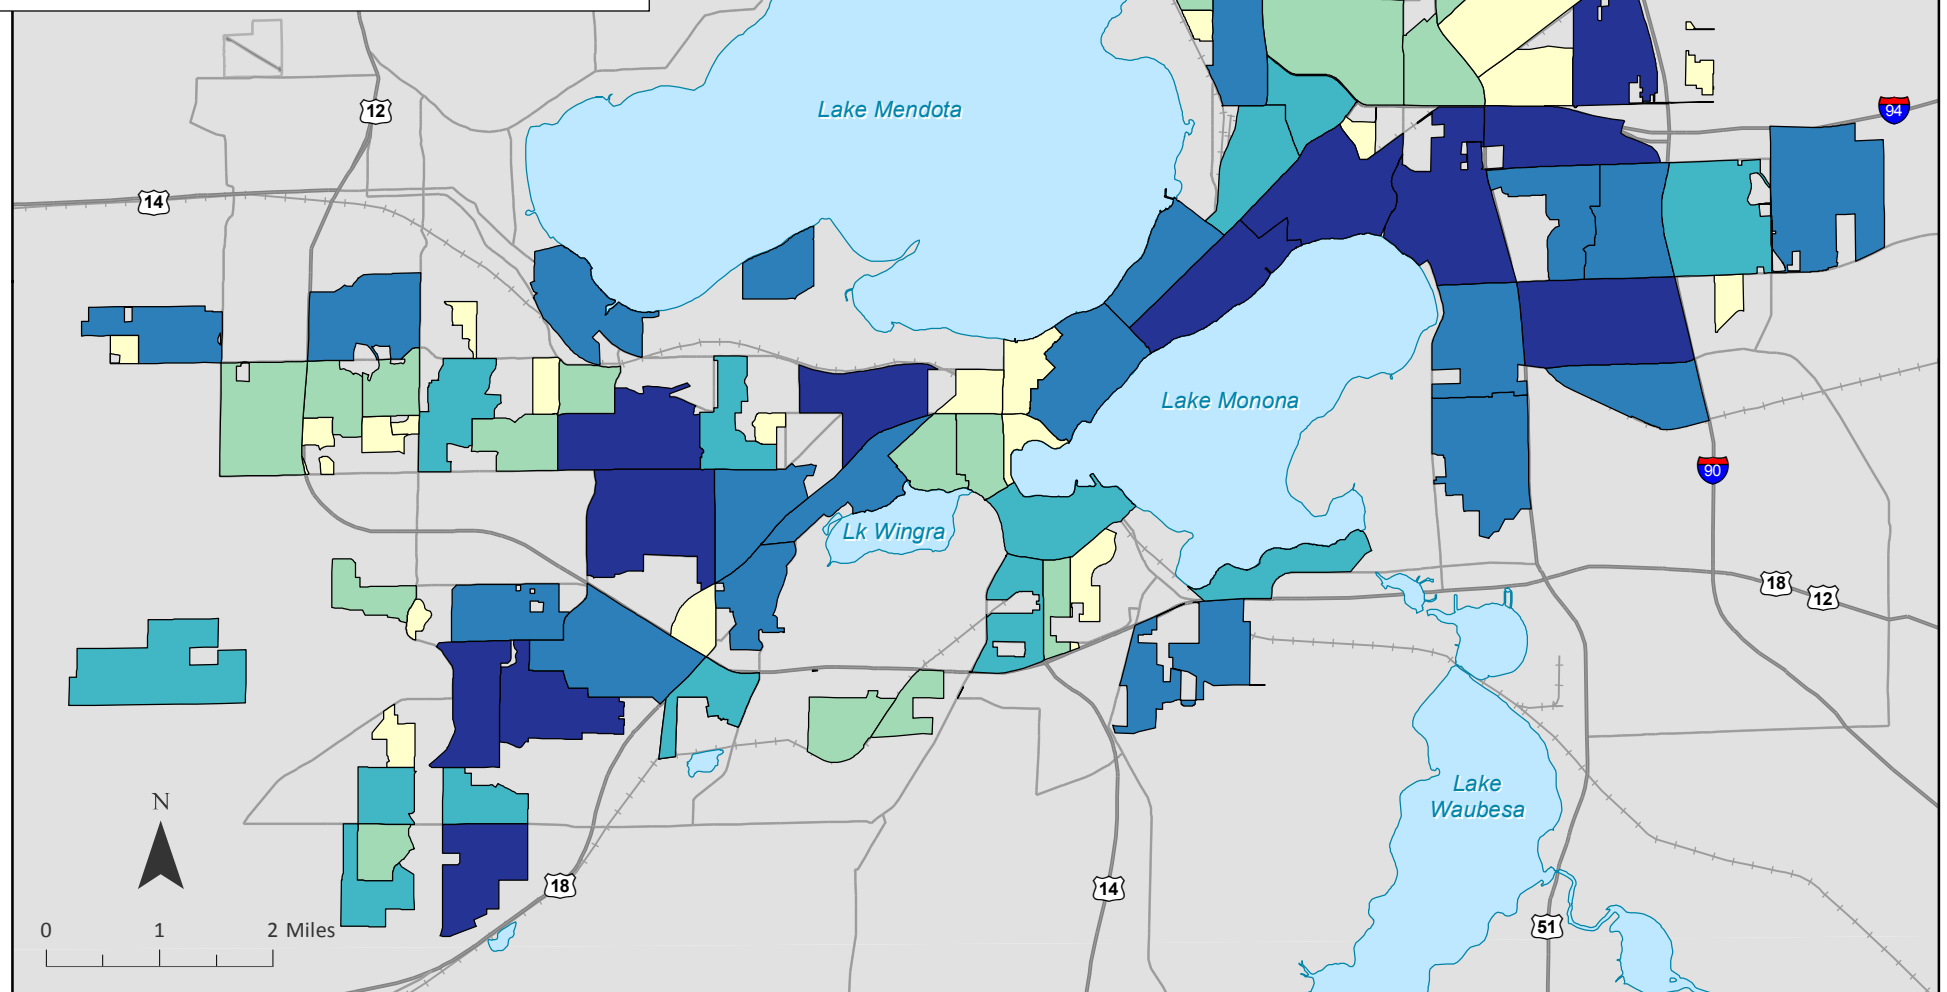 Lake Mendota
12
94
14
Lake Monona
90
Lk Wingra
18
12
Lake
Waubesa
N
18
14
51
0 1 2 Miles